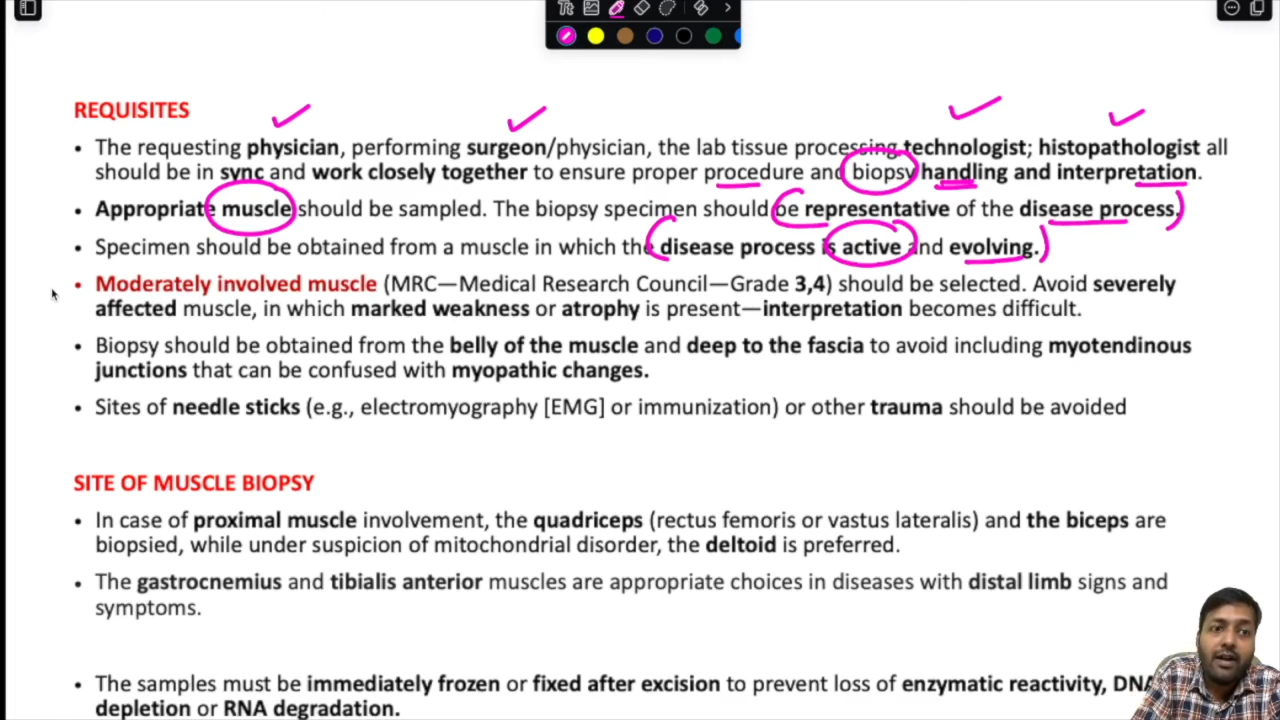 REQUISITES
• The requesting physician, performing surgeon/physician, the lab tissue processing technologist; histopathologist all
should be in sync and work closely together to ensure proper procedure and biopsy handling and interpretation.
• Appropriate muscle should be sampled. The biopsy specimen should be representative of the disease process.
• Specimen should be obtained from a muscle in which the disease process is active and evolving.
• Moderately involved muscle (MRC—Medical Research Council—Grade 3,4) should be selected. Avoid severely
affected muscle, in which marked weakness or atrophy is present—interpretation becomes difficult.
• Biopsy should be obtained from the belly of the muscle and deep to the fascia to avoid including myotendinous
junctions that can be confused with myopathic changes.
• Sites of needle sticks (e.g., electromyography [EMG] or immunization) or other trauma should be avoided
SITE OF MUSCLE BIOPSY
• In case of proximal muscle involvement, the quadriceps (rectus femoris or vastus lateralis) and the biceps are
biopsied, while under suspicion of mitochondrial disorder, the deltoid is preferred.
• The gastrocnemius and tibialis anterior muscles are appropriate choices in diseases with distal limb signs and
symptoms.
• The samples must be immediately frozen or fixed after excision to prevent loss of enzymatic reactivity, DNA
depletion or RNA degradation.